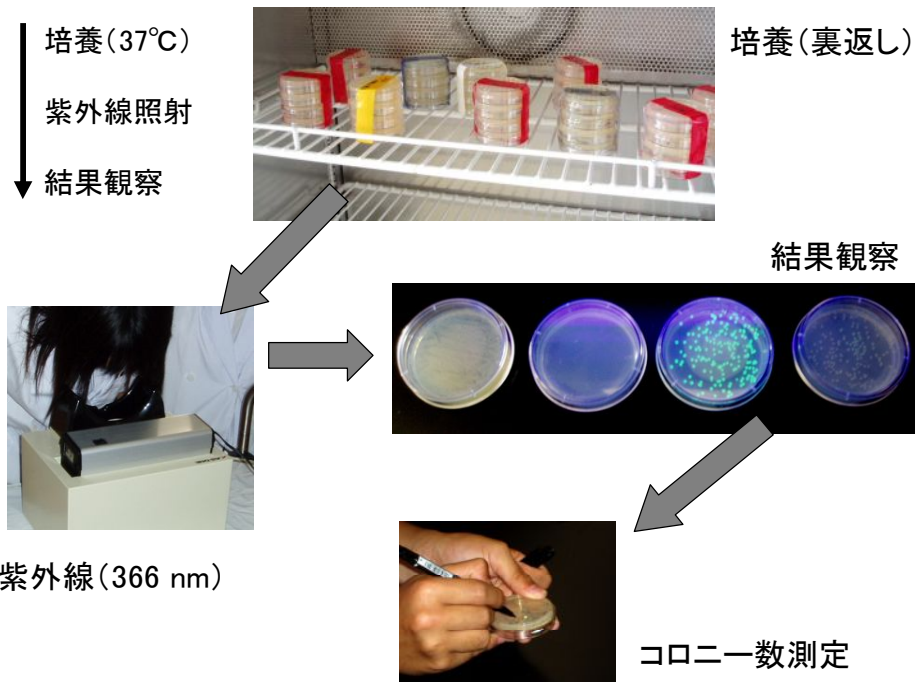 培養（37℃）
紫外線照射
結果観察
培養（裏返し）
結果観察
紫外線（366 nm）
コロニー数測定